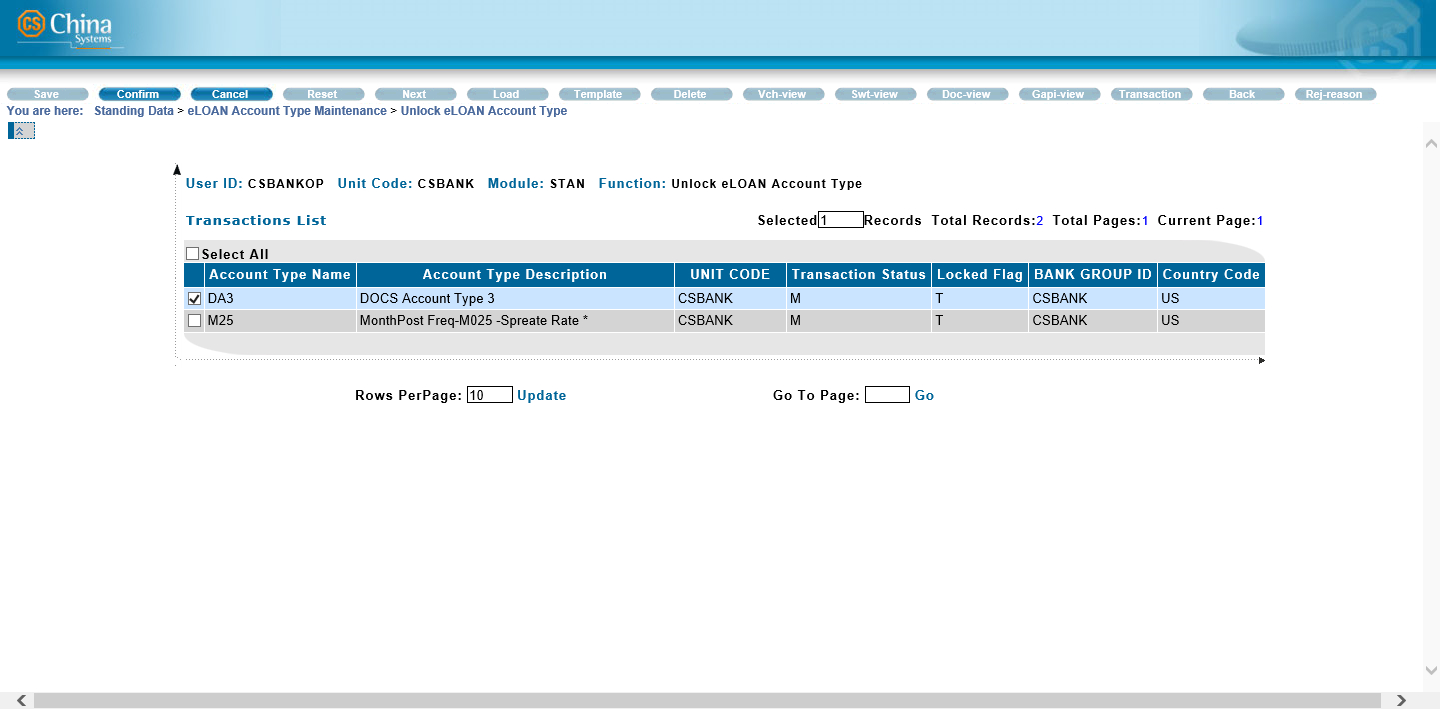 CS China Systems
Save Confirm Cancel Reset Next Load Template Delete Vch-view Swt-view Doc-view Gapi-view Transaction Back Rej-reason
You are here: Standing Data > eLOAN Account Type Maintenance > Unlock eLOAN Account Type
User ID: CSBANKOP Unit Code: CSBANK Module: STAN Function: Unlock eLOAN Account Type
Transactions List Selected 1 Records Total Records:2 Total Pages:1 Current Page:1
Select All
Account Type Name Account Type Description UNIT CODE Transaction Status Locked Flag BANK GROUP ID Country Code
DA3 DOCS Account Type 3 CSBANK M T CSBANK US
M25 MonthPost Freq-M025 -Spreate Rate * CSBANK M T CSBANK US
Rows PerPage: 10 Update Go To Page: Go